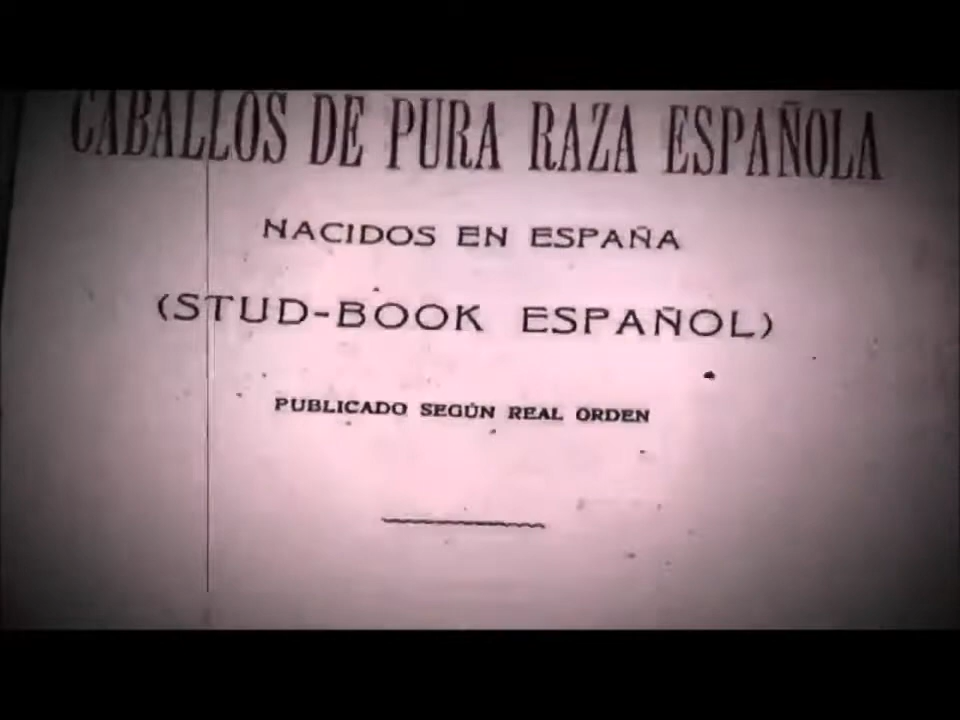 CABALLOS DE PURA RAZA ESPAÑOLA
NACIDOS EN ESPAÑA
(STUD-BOOK ESPAÑOL)
PUBLICADO SEGÚN REAL ORDEN